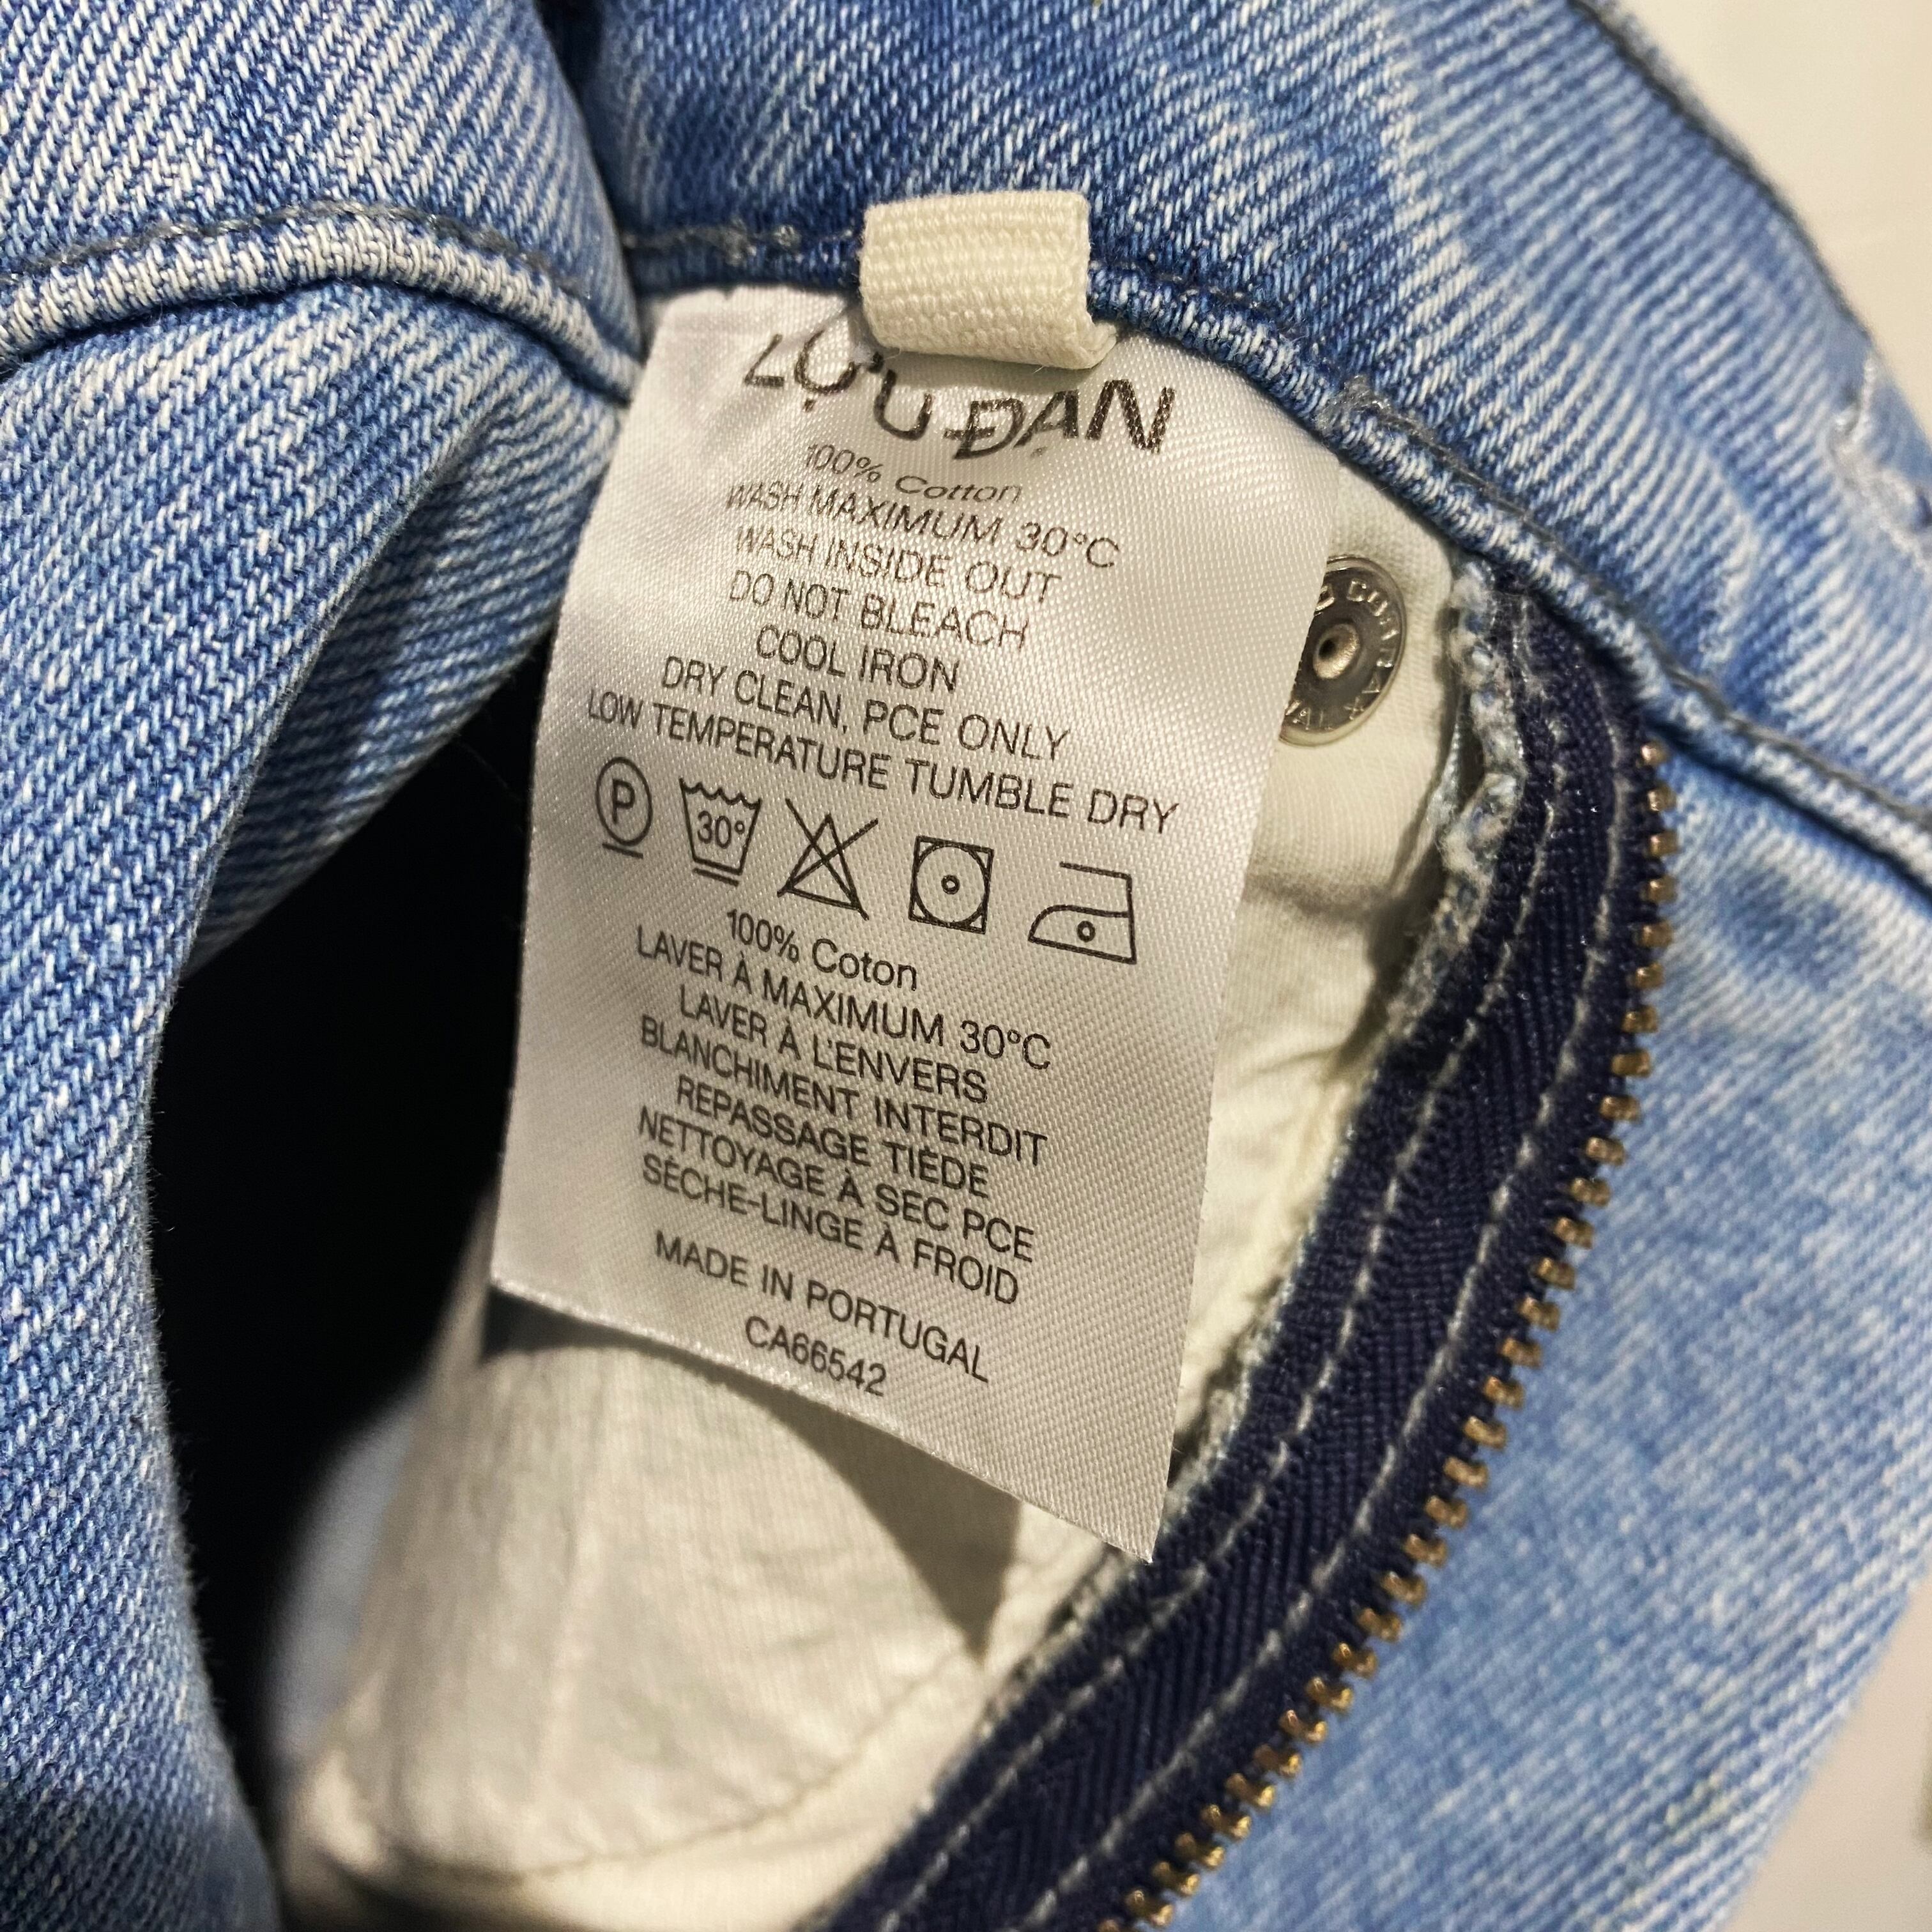 LỰU ĐẠN
100% Cotton
WASH MAXIMUM 30°C
WASH INSIDE OUT
DO NOT BLEACH
COOL IRON
DRY CLEAN, PCE ONLY
LOW TEMPERATURE TUMBLE DRY
P 30°
100% Coton
LAVER À MAXIMUM 30°C
LAVER À L'ENVERS
BLANCHIMENT INTERDIT
REPASSAGE TIÈDE
NETTOYAGE À SEC PCE
SÈCHE-LINGE À FROID
MADE IN PORTUGAL
CA66542